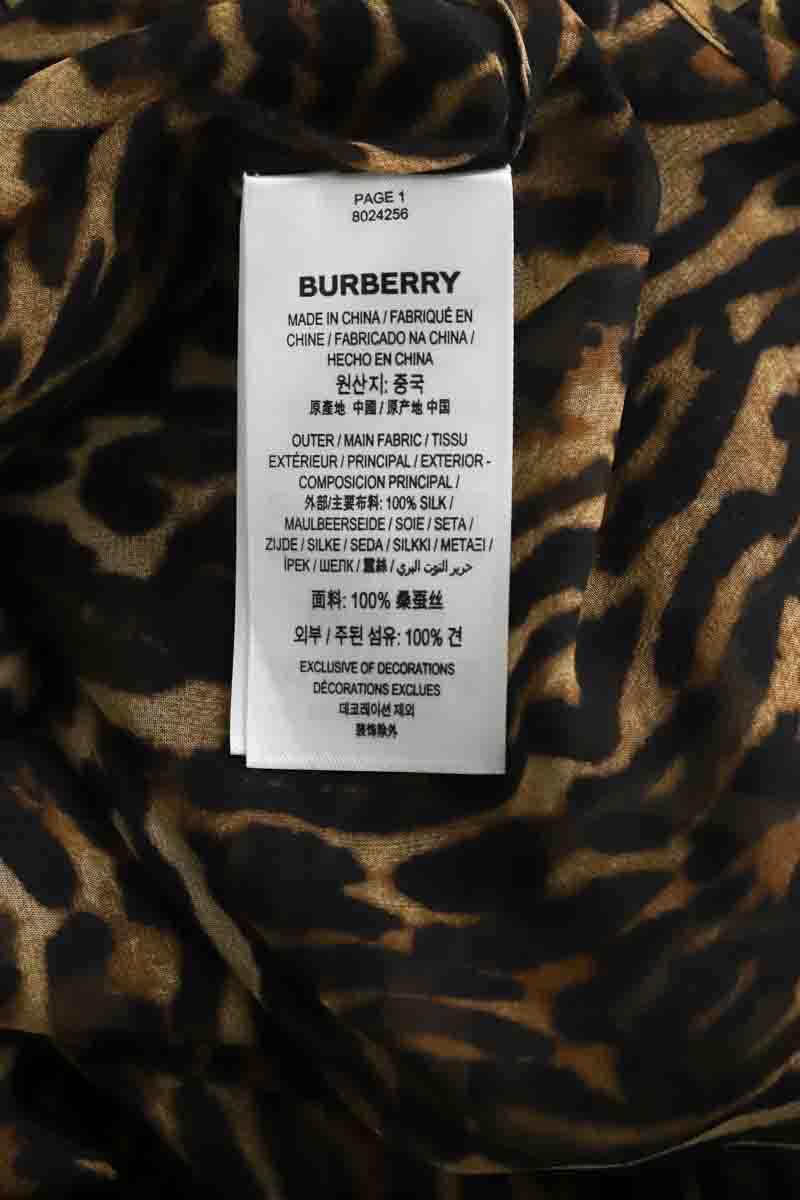 PAGE 1
8024256
BURBERRY
MADE IN CHINA / FABRIQUÉ EN
CHINE / FABRICADO NA CHINA /
HECHO EN CHINA
원산지: 중국
原產地 中國 / 原产地 中国
OUTER / MAIN FABRIC / TISSU
EXTÉRIEUR / PRINCIPAL / EXTERIOR -
COMPOSICION PRINCIPAL /
外部/主要布料: 100% SILK /
MAULBEERSEIDE / SOIE / SETA /
ZIJDE / SILKE / SEDA / SILKKI / ΜΕΤΑΞΙ /
İPEK / ШЕЛК / 蠶絲 / حرير التوت البري /
面料: 100% 桑蚕丝
외부 / 주된 섬유: 100% 견
EXCLUSIVE OF DECORATIONS
DÉCORATIONS EXCLUES
데코레이션 제외
装饰除外